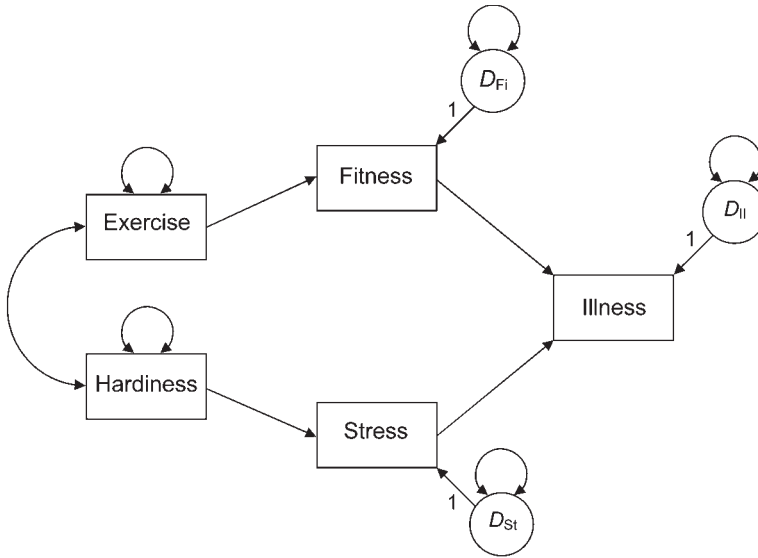 D_Fi
1
Fitness
Exercise
D_Il
1
Illness
Hardiness
Stress
1
D_St